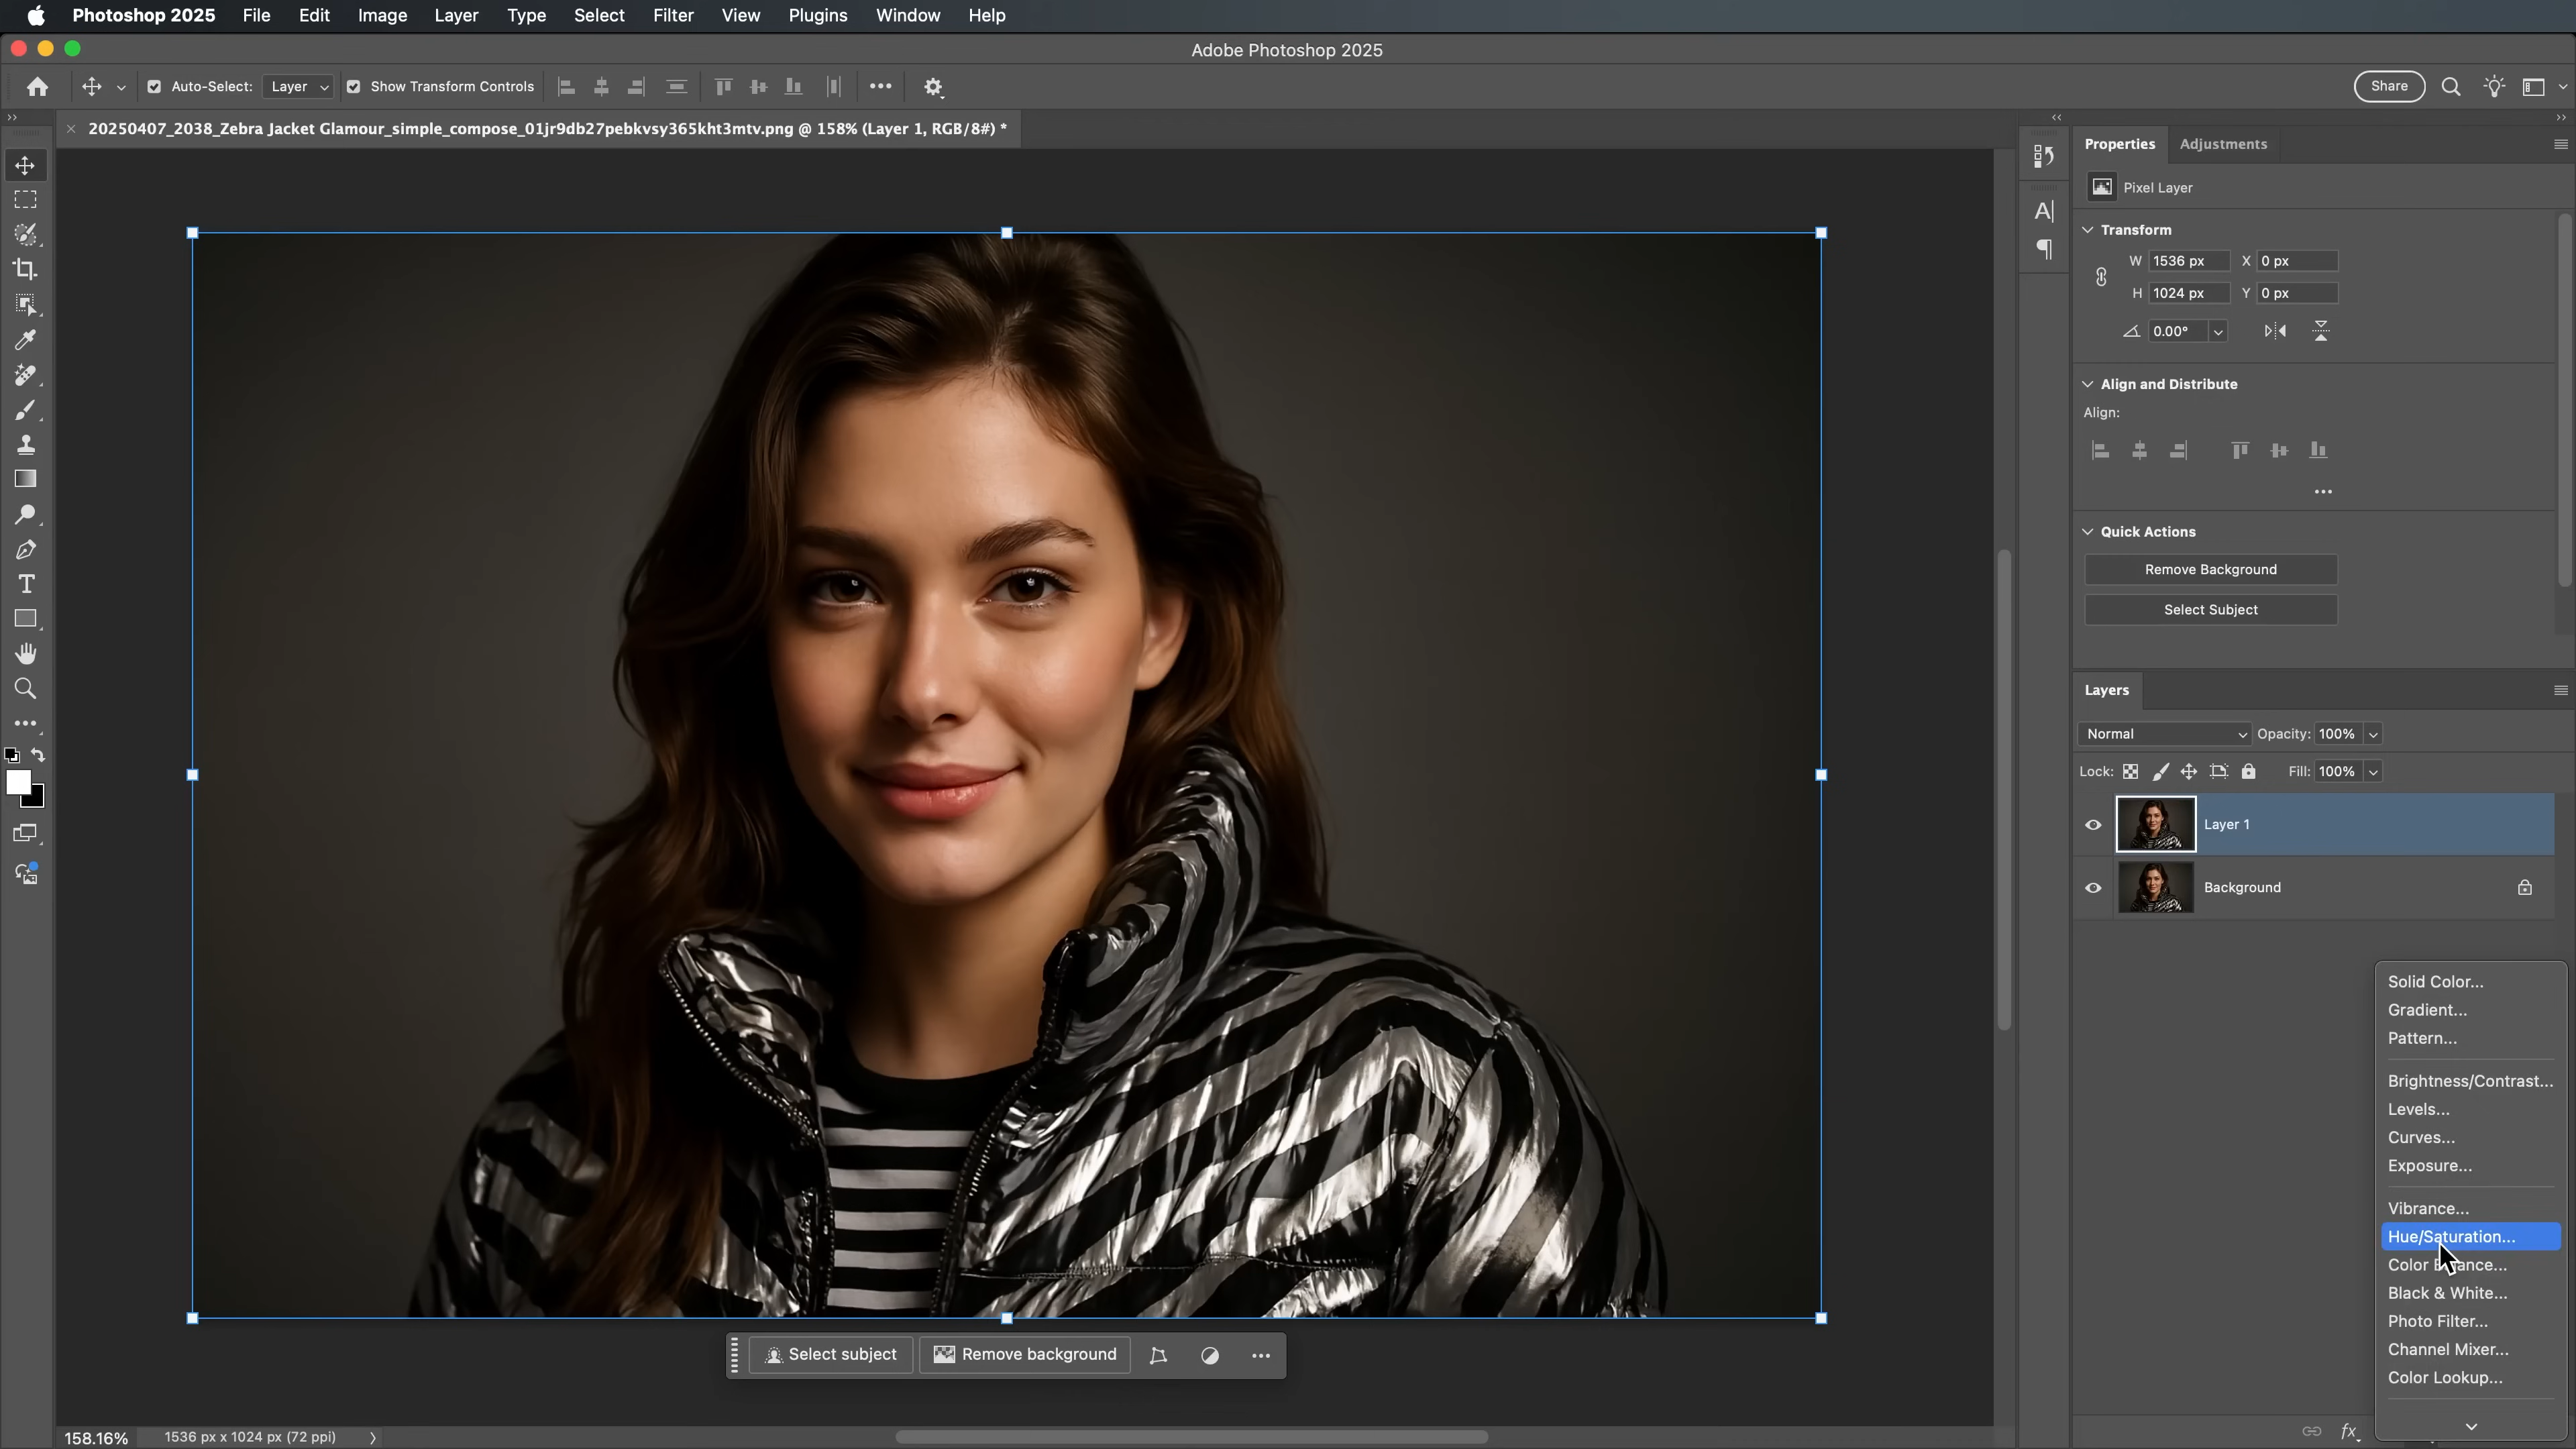 Photoshop 2025 File Edit Image Layer Type Select Filter View Plugins Window Help
Adobe Photoshop 2025
Auto-Select: Layer Show Transform Controls Share
20250407_2038_Zebra Jacket Glamour_simple_compose_01jr9db27pebkvsy365kht3mtv.png @ 158% (Layer 1, RGB/8#) *
Properties Adjustments
Pixel Layer
Transform
W 1536 px X 0 px
H 1024 px Y 0 px
0.00°
Align and Distribute
Align:
Quick Actions
Remove Background
Select Subject
Layers
Normal Opacity: 100%
Lock: Fill: 100%
Layer 1
Background
Solid Color...
Gradient...
Pattern...
Brightness/Contrast...
Levels...
Curves...
Exposure...
Vibrance...
Hue/Saturation...
Color
Black & White...
Photo Filter...
Channel Mixer...
Color Lookup...
Select subject Remove background
158.16% 1536 px x 1024 px (72 ppi)
fx